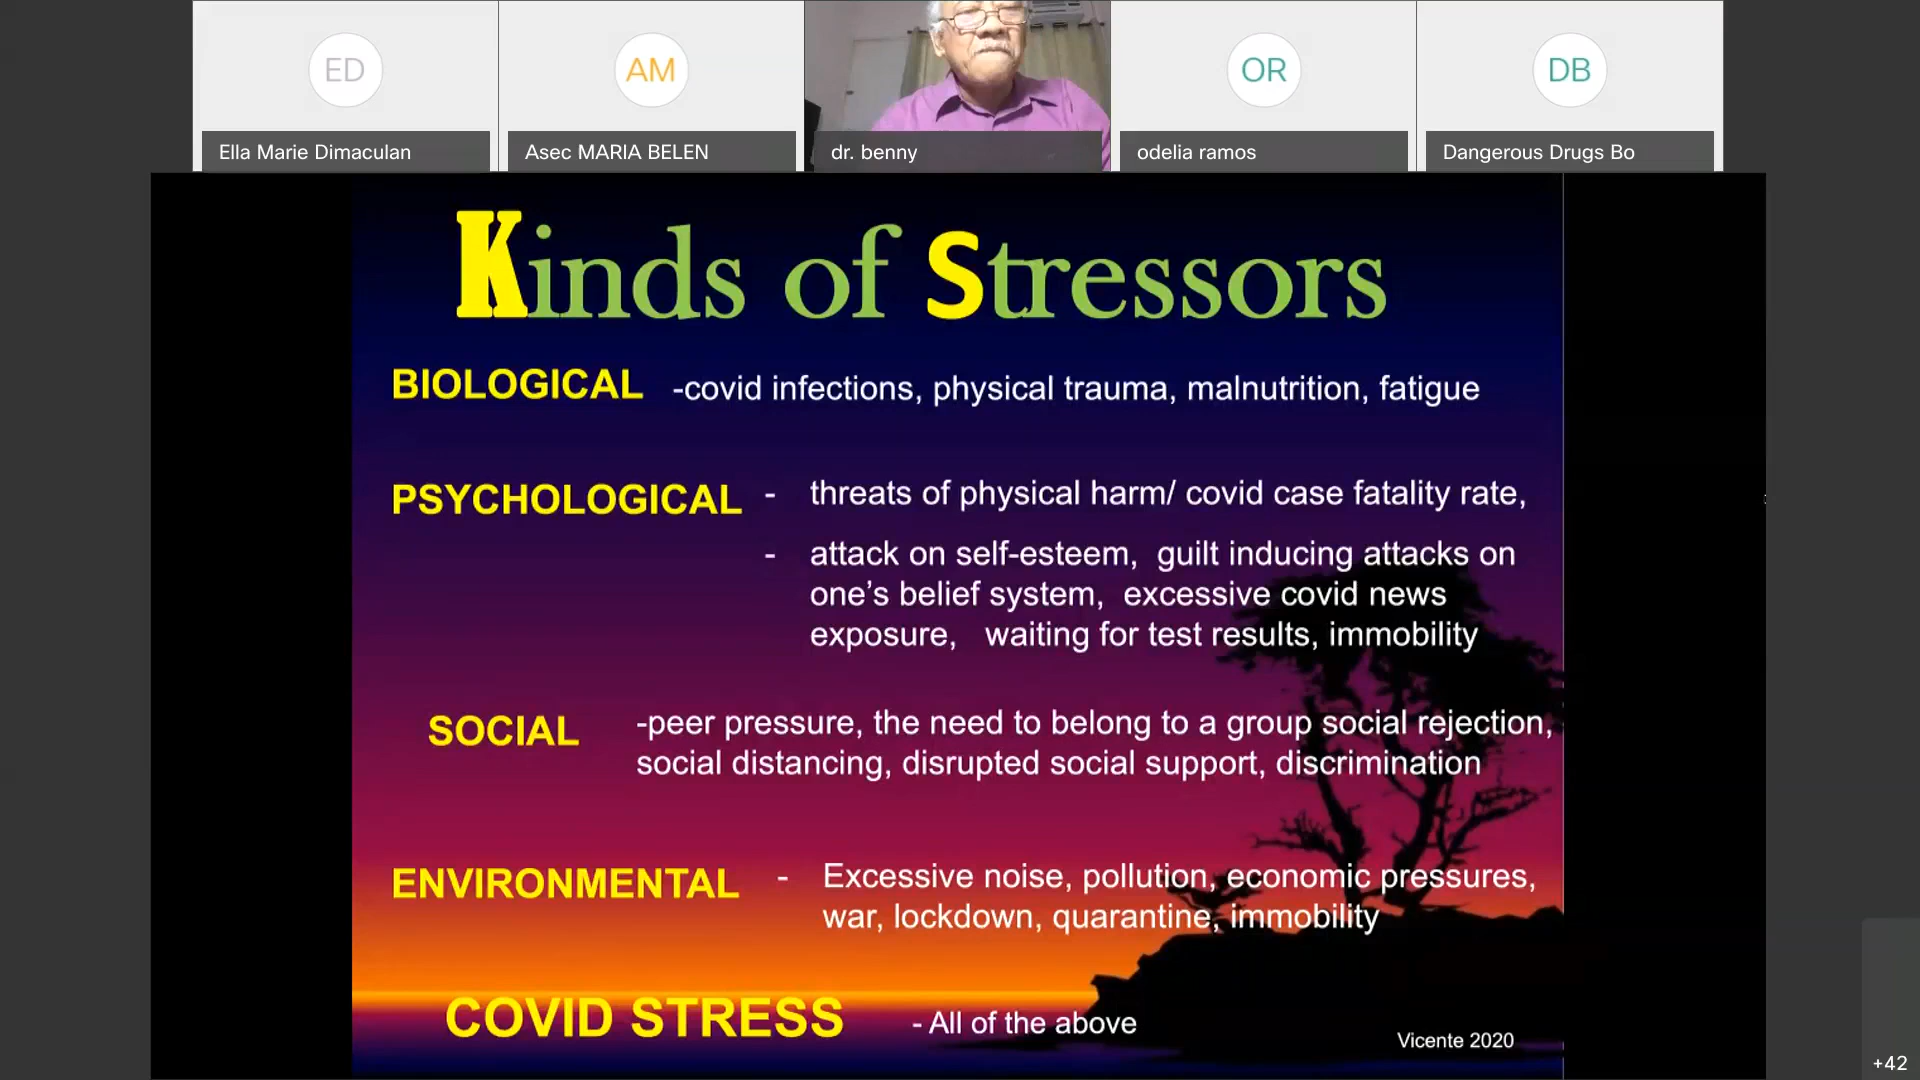 ED
AM
OR
DB
Ella Marie Dimaculan
Asec MARIA BELEN
dr. benny
odelia ramos
Dangerous Drugs Bo
Kinds of Stressors
BIOLOGICAL -covid infections, physical trauma, malnutrition, fatigue
PSYCHOLOGICAL - threats of physical harm/ covid case fatality rate,
- attack on self-esteem, guilt inducing attacks on
one’s belief system, excessive covid news
exposure, waiting for test results, immobility
SOCIAL -peer pressure, the need to belong to a group social rejection,
social distancing, disrupted social support, discrimination
ENVIRONMENTAL - Excessive noise, pollution, economic pressures,
war, lockdown, quarantine, immobility
COVID STRESS - All of the above
Vicente 2020
+42